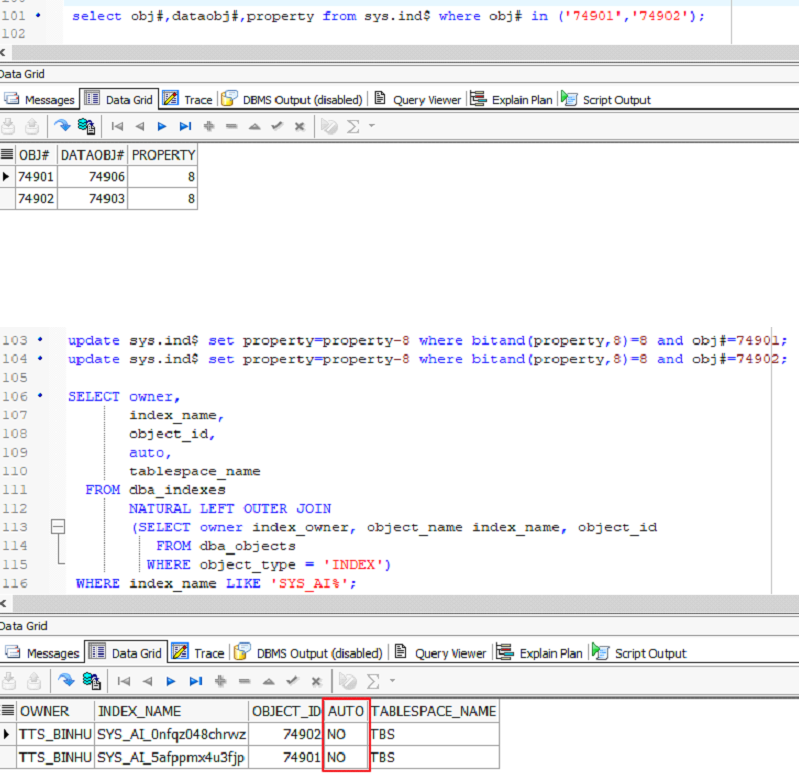 101 select obj#,dataobj#,property from sys.ind$ where obj# in ('74901','74902');
102
Data Grid
Messages Data Grid Trace DBMS Output (disabled) Query Viewer Explain Plan Script Output
OBJ# DATAOBJ# PROPERTY
74901 74906 8
74902 74903 8
103 update sys.ind$ set property=property-8 where bitand(property,8)=8 and obj#=74901;
104 update sys.ind$ set property=property-8 where bitand(property,8)=8 and obj#=74902;
105
106 SELECT owner,
107 index_name,
108 object_id,
109 auto,
110 tablespace_name
111 FROM dba_indexes
112 NATURAL LEFT OUTER JOIN
113 (SELECT owner index_owner, object_name index_name, object_id
114 FROM dba_objects
115 WHERE object_type = 'INDEX')
116 WHERE index_name LIKE 'SYS_AI%';
Data Grid
Messages Data Grid Trace DBMS Output (disabled) Query Viewer Explain Plan Script Output
OWNER INDEX_NAME OBJECT_ID AUTO TABLESPACE_NAME
TTS_BINHU SYS_AI_0nfqz048chrwz 74902 NO TBS
TTS_BINHU SYS_AI_5afppmx4u3fjp 74901 NO TBS